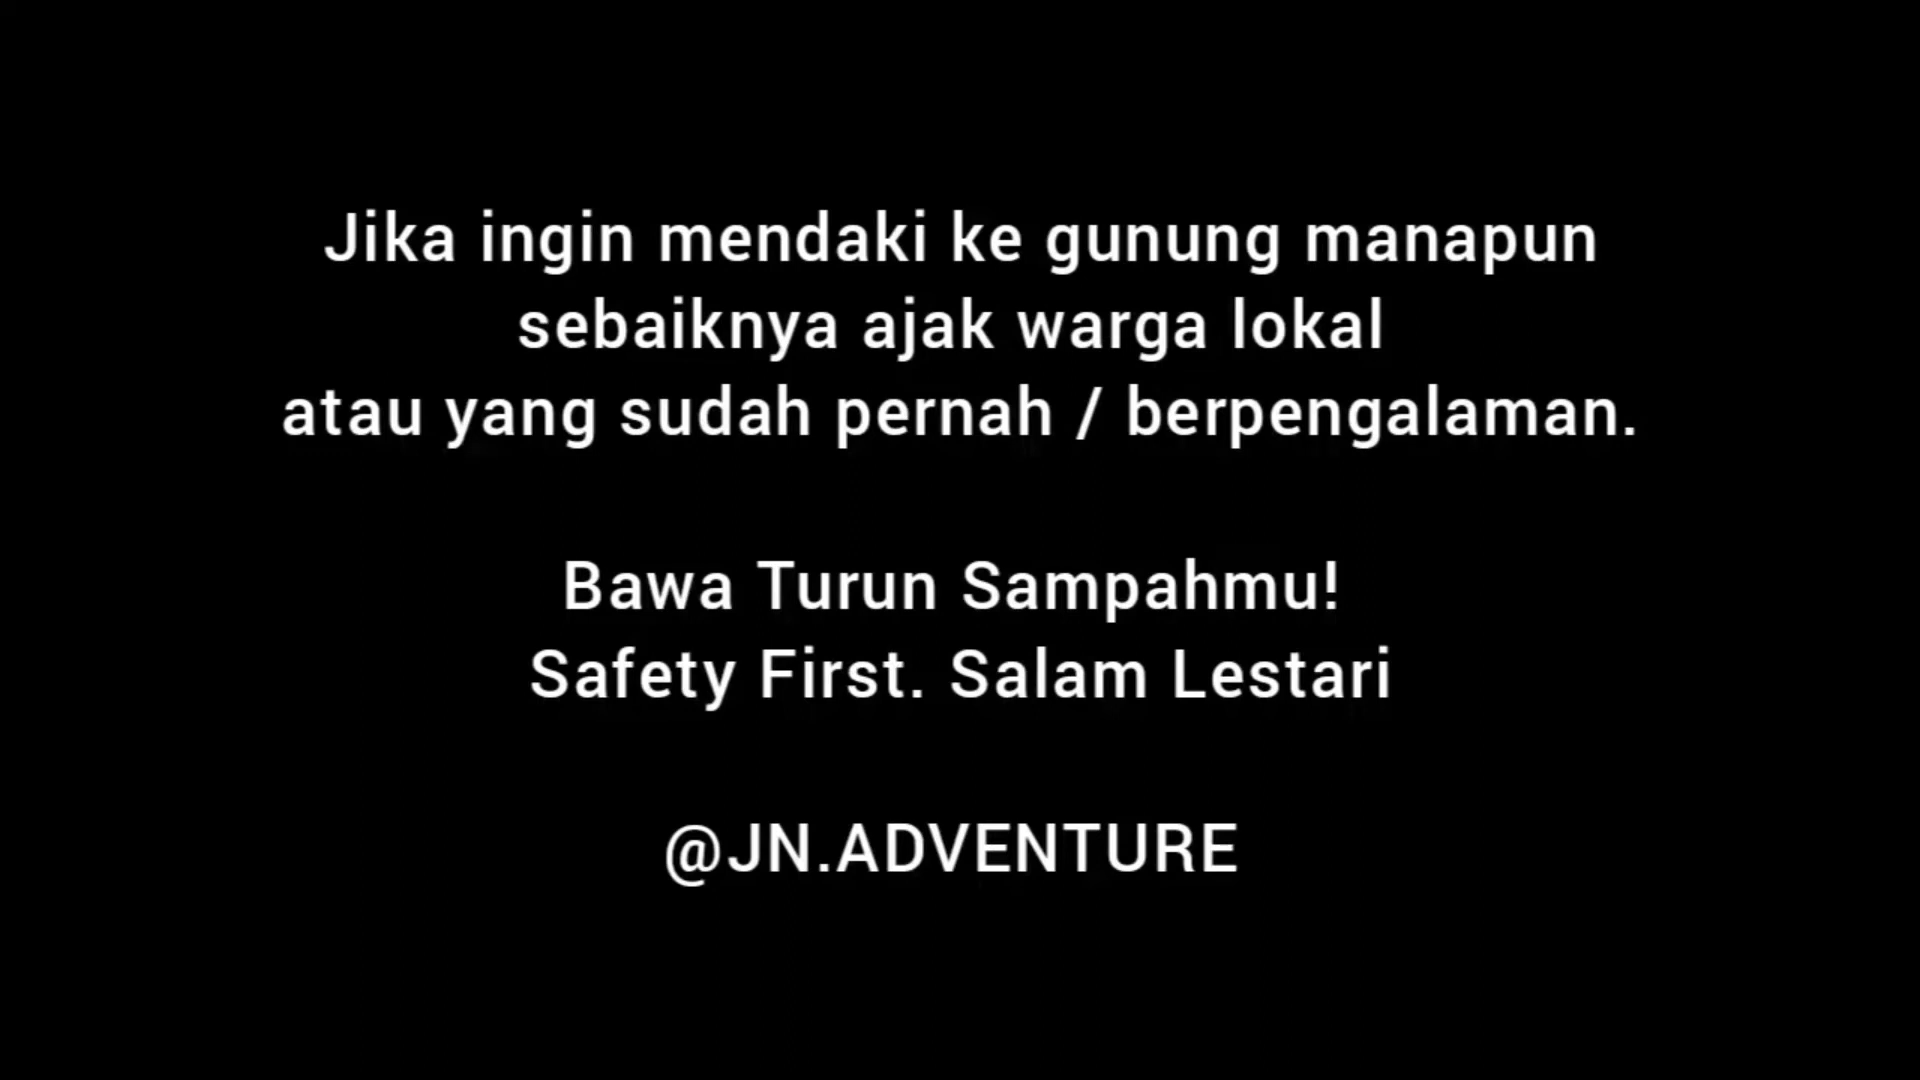 Jika ingin mendaki ke gunung manapun
sebaiknya ajak warga lokal
atau yang sudah pernah / berpengalaman.
Bawa Turun Sampahmu!
Safety First. Salam Lestari
@JN.ADVENTURE